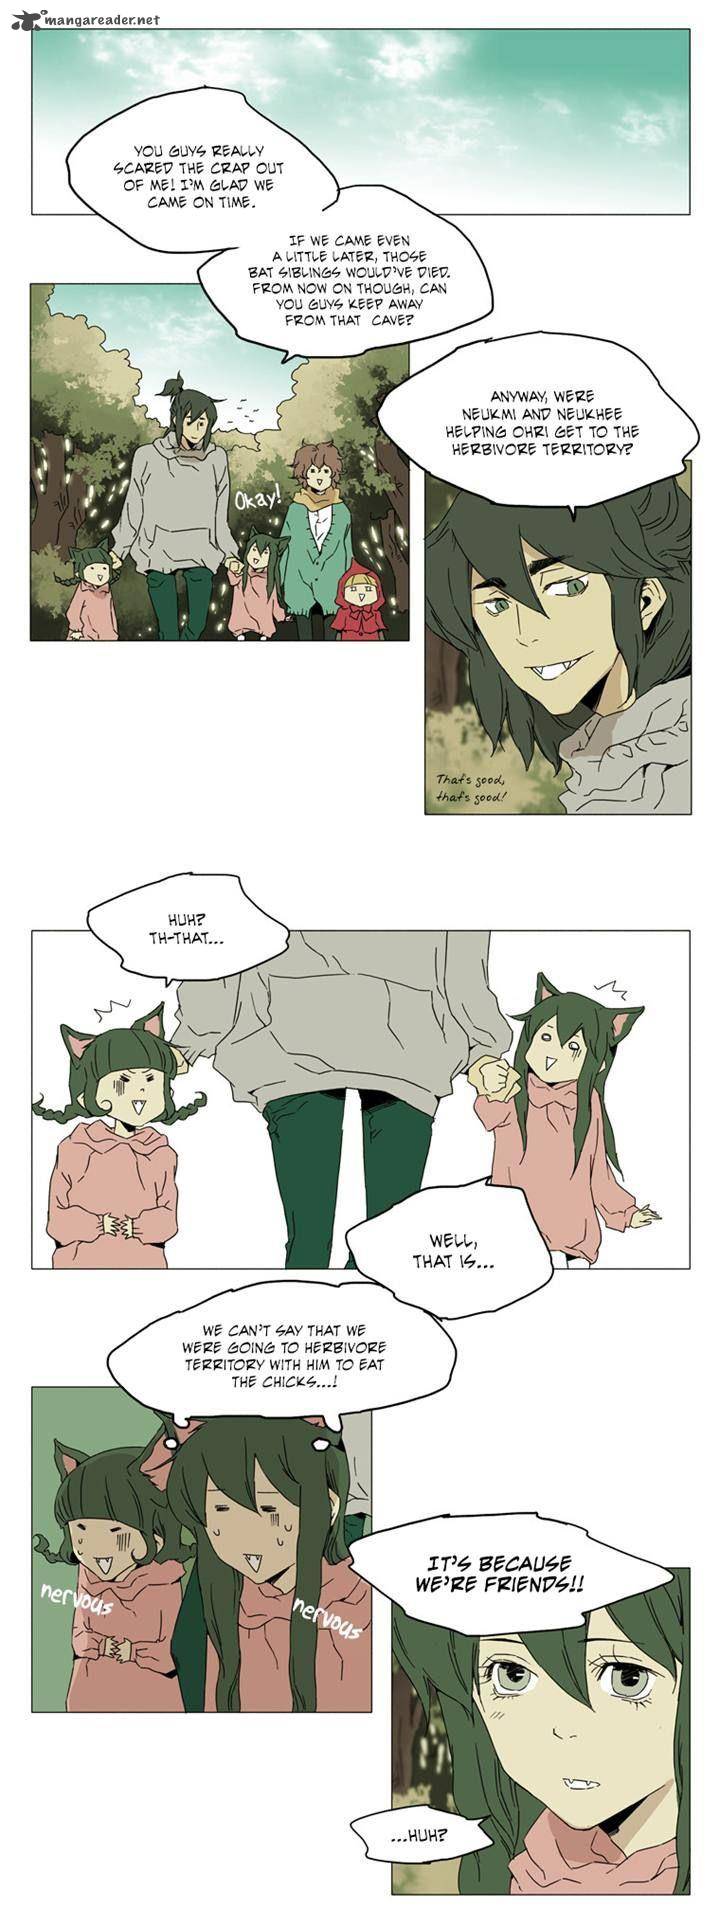 mangareader.net
YOU GUYS REALLY
SCARED THE CRAP OUT
OF ME! I'M GLAD WE
CAME ON TIME.
IF WE CAME EVEN
A LITTLE LATER, THOSE
BAT SIBLINGS WOULD'VE DIED.
FROM NOW ON THOUGH, CAN
YOU GUYS KEEP AWAY
FROM THAT CAVE?
Okay!
ANYWAY, WERE
NEUKMI AND NEUKHEE
HELPING OHRI GET TO THE
HERBIVORE TERRITORY?
That's good,
that's good!
HUH?
TH-THAT...
WELL,
THAT IS...
WE CAN'T SAY THAT WE
WERE GOING TO HERBIVORE
TERRITORY WITH HIM TO EAT
THE CHICKS...!
nervous
nervous
IT'S BECAUSE
WE'RE FRIENDS!!
...HUH?